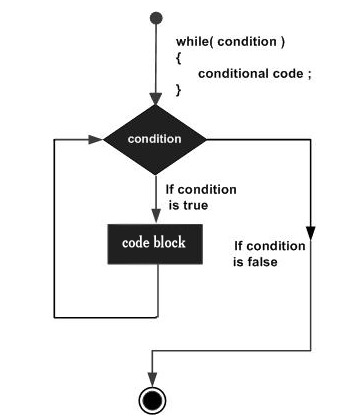 while( condition )
{
conditional code ;
}
condition
If condition
is true
code block
If condition
is false